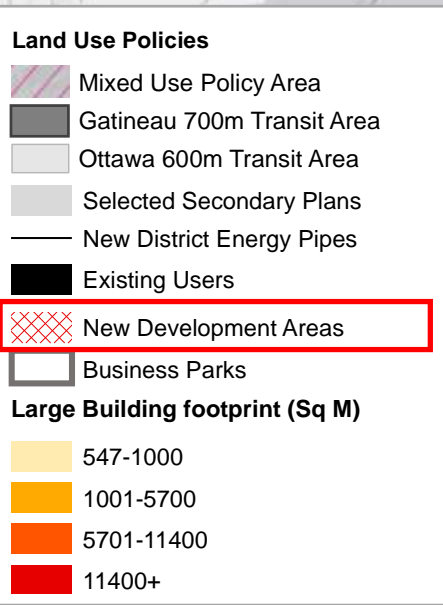 Land Use Policies
Mixed Use Policy Area
Gatineau 700m Transit Area
Ottawa 600m Transit Area
Selected Secondary Plans
New District Energy Pipes
Existing Users
New Development Areas
Business Parks
Large Building footprint (Sq M)
547-1000
1001-5700
5701-11400
11400+